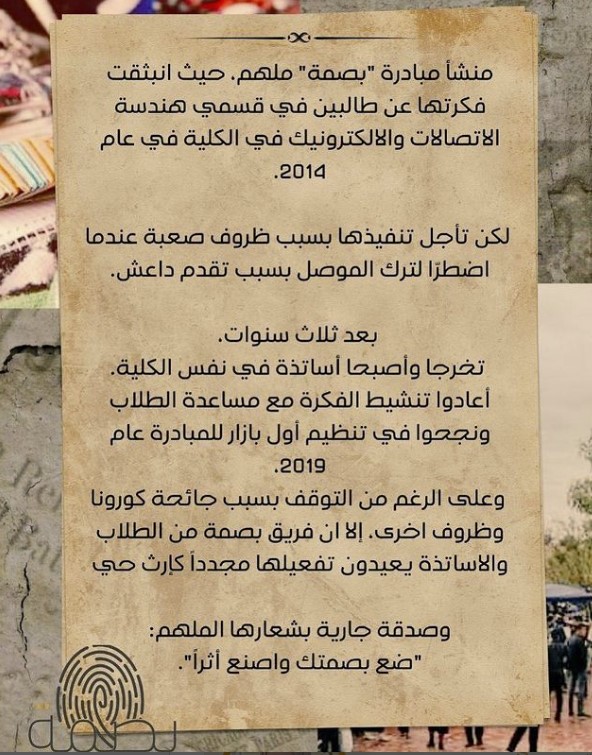 منشأ مبادرة "بصمة" ملهم، حيث انبثقت
فكرتها عن طالبين في قسمي هندسة
الاتصالات والالكترونيك في الكلية في عام
2014.
لكن تأجل تنفيذها بسبب ظروف صعبة عندما
اضطرًا لترك الموصل بسبب تقدم داعش.
بعد ثلاث سنوات،
تخرجا وأصبحا أساتذة في نفس الكلية.
أعادوا تنشيط الفكرة مع مساعدة الطلاب
ونجحوا في تنظيم أول بازار للمبادرة عام
2019.
وعلى الرغم من التوقف بسبب جائحة كورونا
وظروف اخرى، إلا ان فريق بصمة من الطلاب
والاساتذة يعيدون تفعيلها مجدداً كإرث حي
وصدقة جارية بشعارها الملهم:
"ضع بصمتك واصنع أثراً".
بصمة